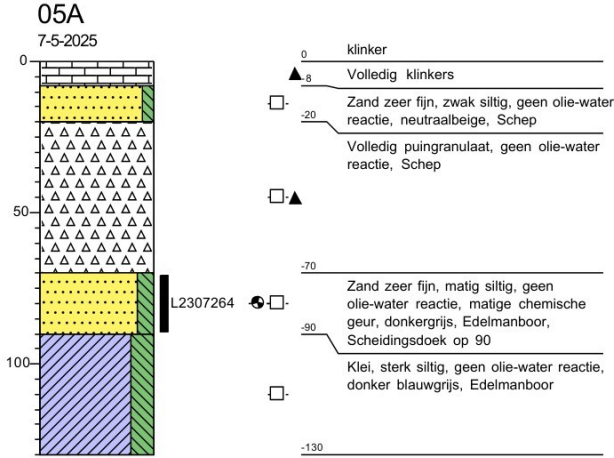 05A
7-5-2025
0
50
100
L2307264
0
klinker
Volledig klinkers
-8
Zand zeer fijn, zwak siltig, geen olie-water
reactie, neutraalbeige, Schep
-20
Volledig puingranulaat, geen olie-water
reactie, Schep
-70
Zand zeer fijn, matig siltig, geen
olie-water reactie, matige chemische
geur, donkergrijs, Edelmanboor,
Scheidingsdoek op 90
-90
Klei, sterk siltig, geen olie-water reactie,
donker blauwgrijs, Edelmanboor
-130